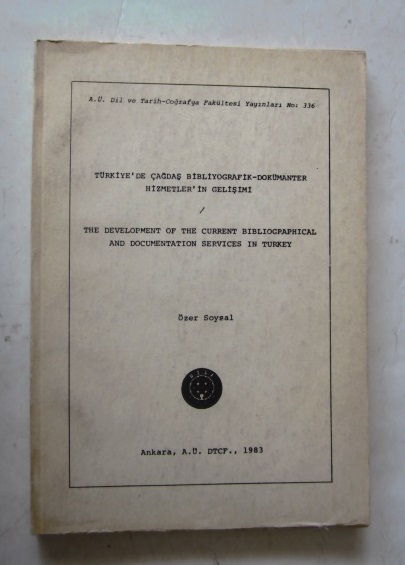 A.Ü. Dil ve Tarih-Coğrafya Fakültesi Yayınları No: 336
TÜRKİYE'DE ÇAĞDAŞ BİBLİYOGRAFİK-DOKÜMANTER
HİZMETLER'İN GELİŞİMİ
/
THE DEVELOPMENT OF THE CURRENT BIBLIOGRAPHICAL
AND DOCUMENTATION SERVICES IN TURKEY
Özer Soysal
Ankara, A.Ü. DTCF., 1983